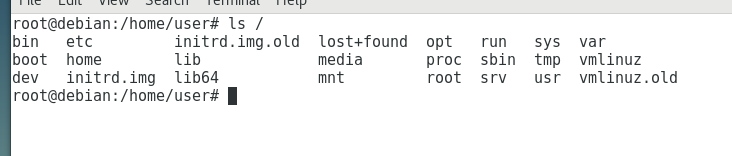 File Edit View Search Terminal Help
root@debian:/home/user# ls /
bin   etc         initrd.img.old  lost+found  opt   run   sys  var
boot  home        lib             media       proc  sbin  tmp  vmlinuz
dev   initrd.img  lib64           mnt         root  srv   usr  vmlinuz.old
root@debian:/home/user#